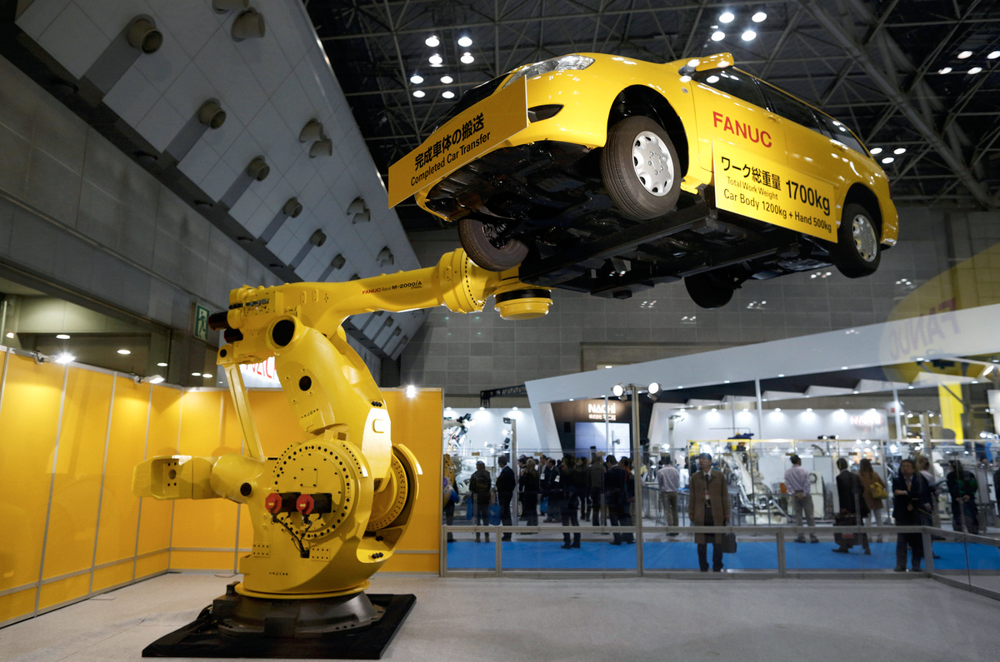 完成車体の搬送
Completed Car Transfer
FANUC
ワーク総重量 1700kg
Total Work Weight
Car Body 1200kg + Hand 500kg
FANUC Robot M-2000iA
NACHI
FANUC